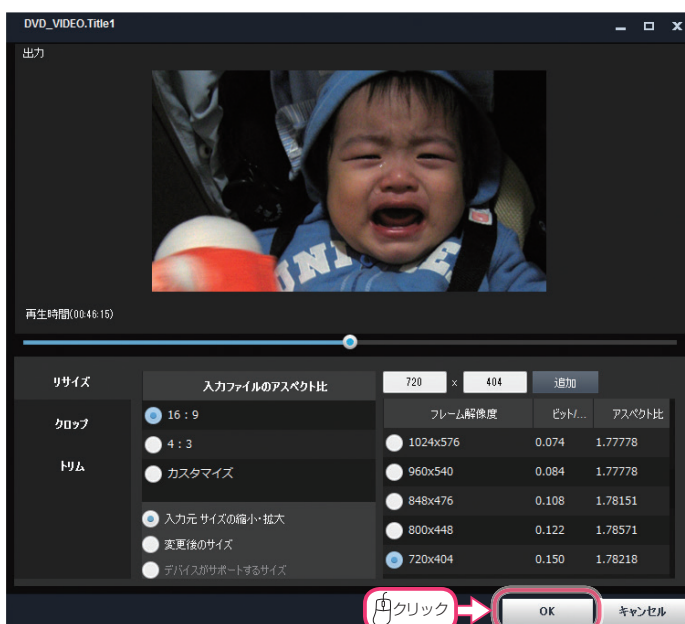 DVD_VIDEO.Title1
出力
UNI
再生時間(00:46:15)
リサイズ
クロップ
トリム
入力ファイルのアスペクト比
16 : 9
4 : 3
カスタマイズ
入力元 サイズの縮小・拡大
変更後のサイズ
デバイスがサポートするサイズ
720 × 404 追加
フレーム解像度 ビット/... アスペクト比
1024x576 0.074 1.77778
960x540 0.084 1.77778
848x476 0.108 1.78151
800x448 0.122 1.78571
720x404 0.150 1.78218
クリック
OK
キャンセル